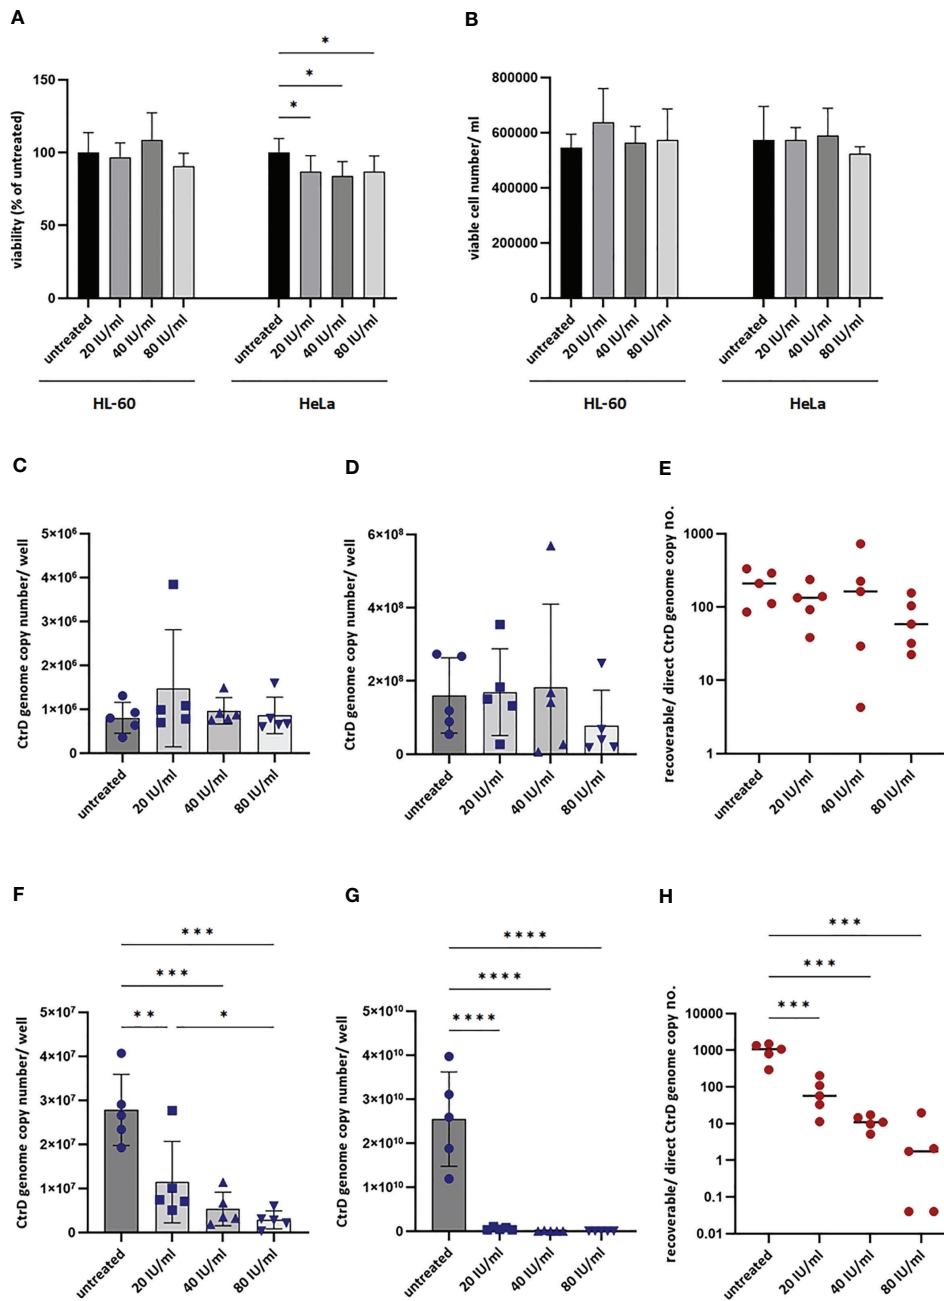 A
B
viability (% of untreated)
150
100
50
0
* 
*
*
untreated
20 IU/ml
40 IU/ml
80 IU/ml
untreated
20 IU/ml
40 IU/ml
80 IU/ml
HL-60
HeLa
viable cell number/ ml
800000
600000
400000
200000
0
untreated
20 IU/ml
40 IU/ml
80 IU/ml
untreated
20 IU/ml
40 IU/ml
80 IU/ml
HL-60
HeLa
C
D
E
CtrD genome copy number/ well
5×10⁶
4×10⁶
3×10⁶
2×10⁶
1×10⁶
0
untreated
20 IU/ml
40 IU/ml
80 IU/ml
CtrD genome copy number/ well
6×10⁸
4×10⁸
2×10⁸
0
untreated
20 IU/ml
40 IU/ml
80 IU/ml
recoverable/ direct CtrD genome copy no.
1000
100
10
1
untreated
20 IU/ml
40 IU/ml
80 IU/ml
F
G
H
CtrD genome copy number/ well
***
***
**
*
5×10⁷
4×10⁷
3×10⁷
2×10⁷
1×10⁷
0
untreated
20 IU/ml
40 IU/ml
80 IU/ml
CtrD genome copy number/ well
****
****
****
5×10¹⁰
4×10¹⁰
3×10¹⁰
2×10¹⁰
1×10¹⁰
0
untreated
20 IU/ml
40 IU/ml
80 IU/ml
recoverable/ direct CtrD genome copy no.
***
***
***
10000
1000
100
10
1
0.1
0.01
untreated
20 IU/ml
40 IU/ml
80 IU/ml